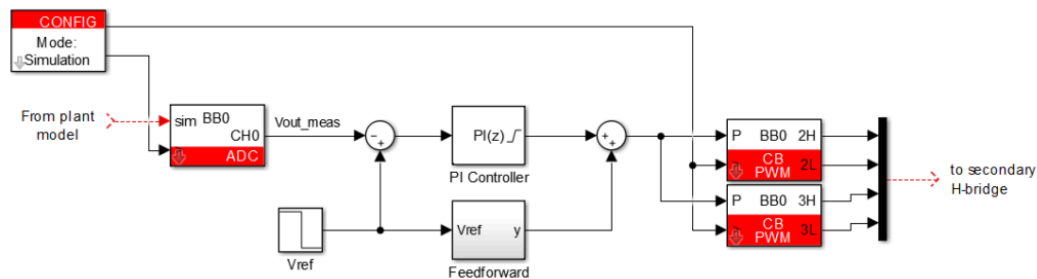 CONFIG
Mode:
Simulation
From plant
model
sim BB0
CH0
ADC
Vout_meas
PI(z)
PI Controller
Vref
Vref y
Feedforward
P BB0 2H
CB 2L
PWM
P BB0 3H
CB 3L
PWM
to secondary
H-bridge